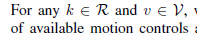 For any k ∈ R and v ∈ V,
of available motion controls